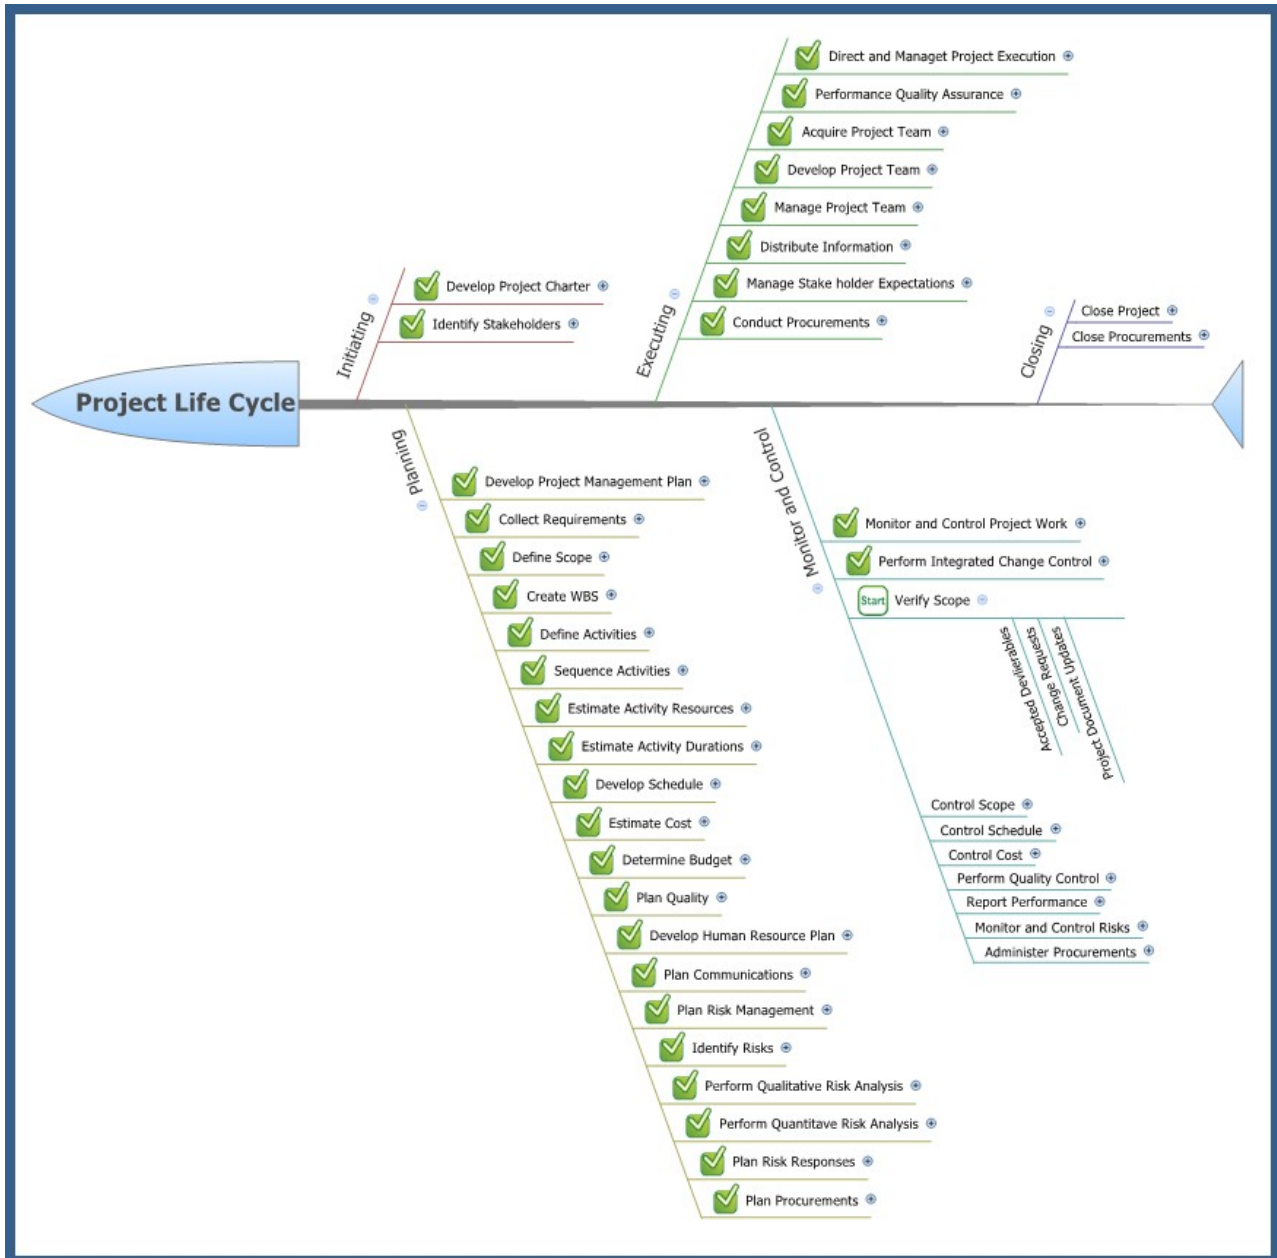 Project Life Cycle
Initiating
Develop Project Charter
Identify Stakeholders
Planning
Develop Project Management Plan
Collect Requirements
Define Scope
Create WBS
Define Activities
Sequence Activities
Estimate Activity Resources
Estimate Activity Durations
Develop Schedule
Estimate Cost
Determine Budget
Plan Quality
Develop Human Resource Plan
Plan Communications
Plan Risk Management
Identify Risks
Perform Qualitative Risk Analysis
Perform Quantitave Risk Analysis
Plan Risk Responses
Plan Procurements
Executing
Direct and Managet Project Execution
Performance Quality Assurance
Acquire Project Team
Develop Project Team
Manage Project Team
Distribute Information
Manage Stake holder Expectations
Conduct Procurements
Monitor and Control
Monitor and Control Project Work
Perform Integrated Change Control
Start Verify Scope
Accepted Devlierables
Change Requests
Project Document Updates
Control Scope
Control Schedule
Control Cost
Perform Quality Control
Report Performance
Monitor and Control Risks
Administer Procurements
Closing
Close Project
Close Procurements